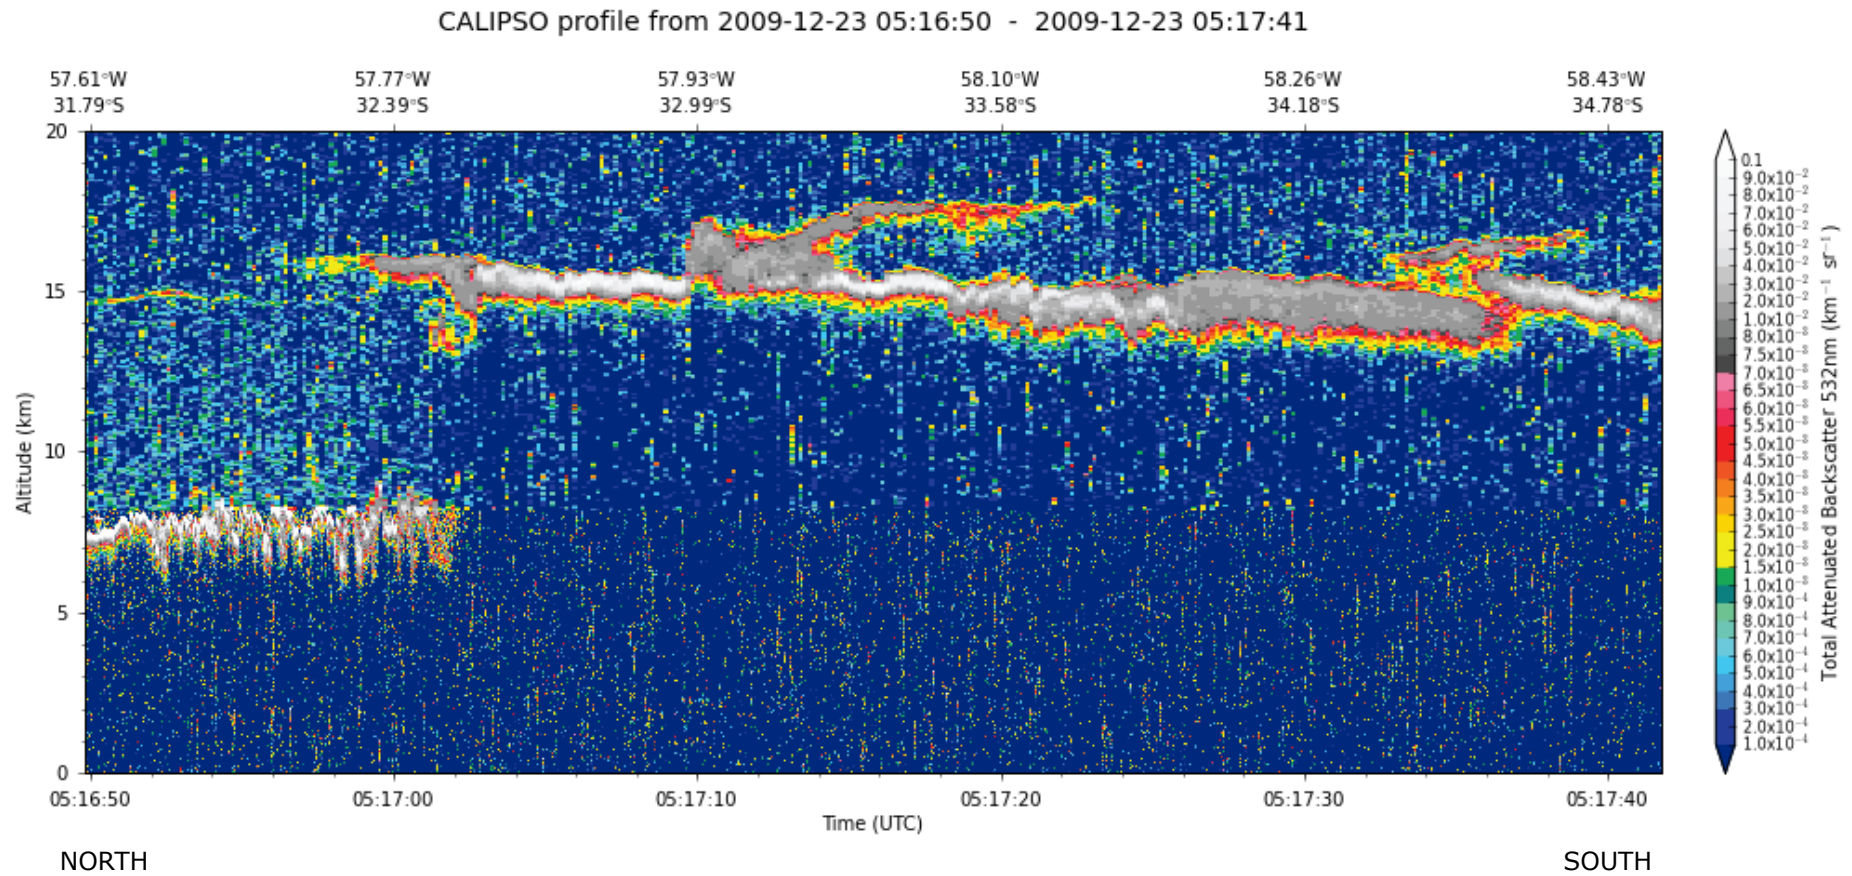 CALIPSO profile from 2009-12-23 05:16:50 - 2009-12-23 05:17:41
57.61°W 57.77°W 57.93°W 58.10°W 58.26°W 58.43°W
31.79°S 32.39°S 32.99°S 33.58°S 34.18°S 34.78°S
20
15
10
5
0
Altitude (km)
05:16:50 05:17:00 05:17:10 05:17:20 05:17:30 05:17:40
Time (UTC)
NORTH SOUTH
0.1
9.0x10⁻²
8.0x10⁻²
7.0x10⁻²
6.0x10⁻²
5.0x10⁻²
4.0x10⁻²
3.0x10⁻²
2.0x10⁻²
1.0x10⁻²
8.0x10⁻³
7.5x10⁻³
7.0x10⁻³
6.5x10⁻³
6.0x10⁻³
5.5x10⁻³
5.0x10⁻³
4.5x10⁻³
4.0x10⁻³
3.5x10⁻³
3.0x10⁻³
2.5x10⁻³
2.0x10⁻³
1.5x10⁻³
1.0x10⁻³
9.0x10⁻⁴
8.0x10⁻⁴
7.0x10⁻⁴
6.0x10⁻⁴
5.0x10⁻⁴
4.0x10⁻⁴
3.0x10⁻⁴
2.0x10⁻⁴
1.0x10⁻⁴
Total Attenuated Backscatter 532nm (km⁻¹ sr⁻¹)